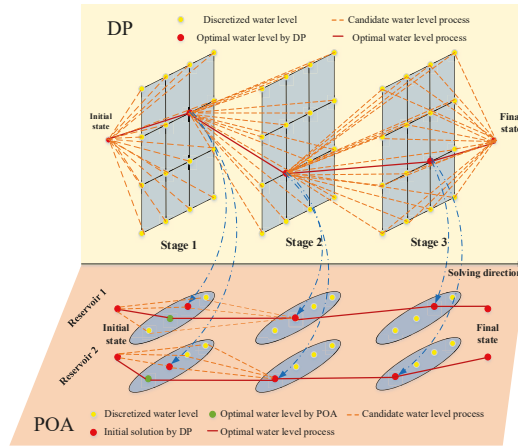 DP
Discretized water level
Candidate water level process
Optimal water level by DP
Optimal water level process
Initial
state
Final
state
Stage 1
Stage 2
Stage 3
Solving direction
Reservoir 1
Initial
state
Final
state
Reservoir 2
POA
Discretized water level
Optimal water level by POA
Candidate water level process
Initial solution by DP
Optimal water level process